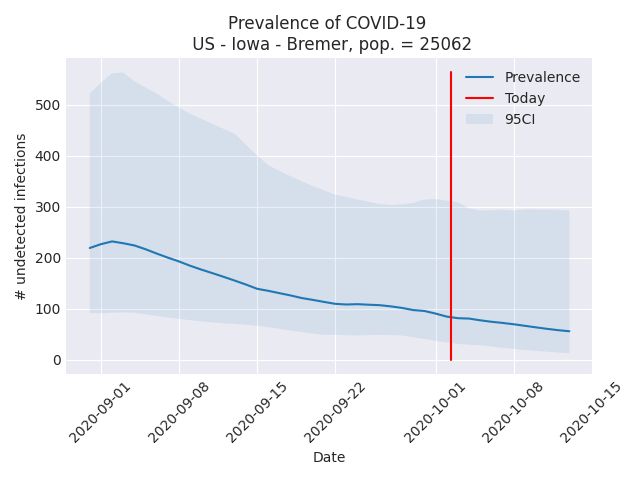 Prevalence of COVID-19
US - Iowa - Bremer, pop. = 25062
Prevalence
Today
95CI
# undetected infections
500
400
300
200
100
0
2020-09-01
2020-09-08
2020-09-15
2020-09-22
2020-10-01
2020-10-08
2020-10-15
Date